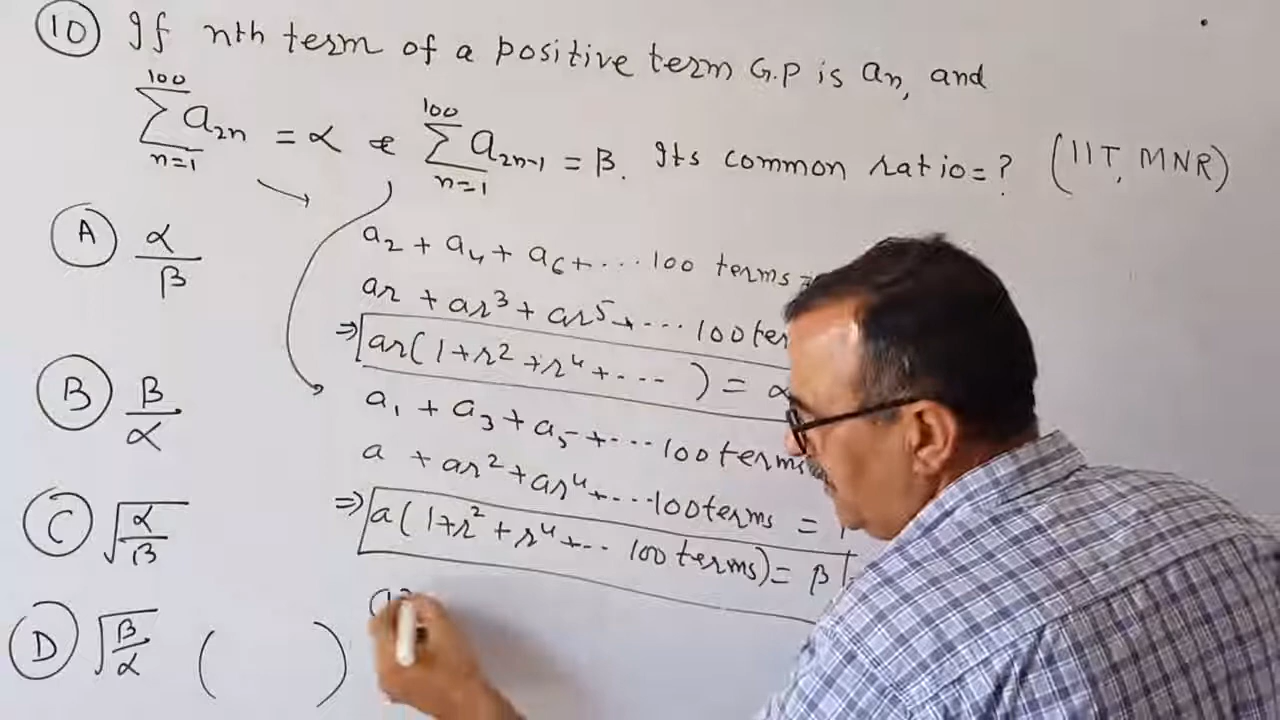 (10) If nth term of a positive term G.P is an, and
100 ∑ n=1 a2n = α & 100 ∑ n=1 a2n-1 = β. Its common ratio = ? (IIT, MNR)
(A) α/β
(B) β/α
(C) √(α/β)
(D) √(β/α) ( )
a2 + a4 + a6 + ... 100 terms =
ar + ar³ + ar⁵ + ... 100 ter
⇒ ar(1 + r² + r⁴ + ... ) = α
a1 + a3 + a5 + ... 100 terms
a + ar² + ar⁴ + ... 100 terms =
⇒ a(1 + r² + r⁴ + ... 100 terms) = β